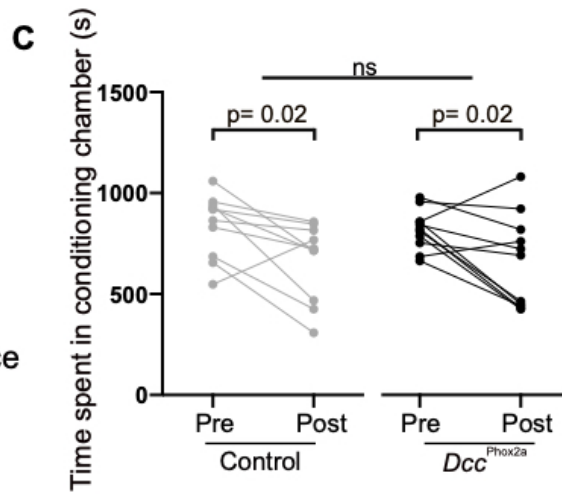 C
Time spent in conditioning chamber (s)
ns
1500
p= 0.02
p= 0.02
1000
500
0
ce
Pre
Post
Pre
Post
Control
Dcc Phox2a